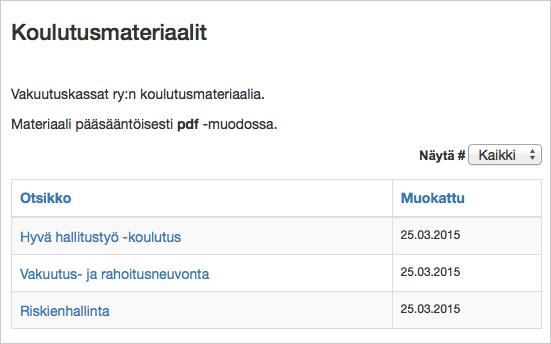 Koulutusmateriaalit
Vakuutuskassat ry:n koulutusmateriaalia.
Materiaali pääsääntöisesti pdf -muodossa.
Näytä # Kaikki
Otsikko Muokattu
Hyvä hallitustyö -koulutus 25.03.2015
Vakuutus- ja rahoitusneuvonta 25.03.2015
Riskienhallinta 25.03.2015